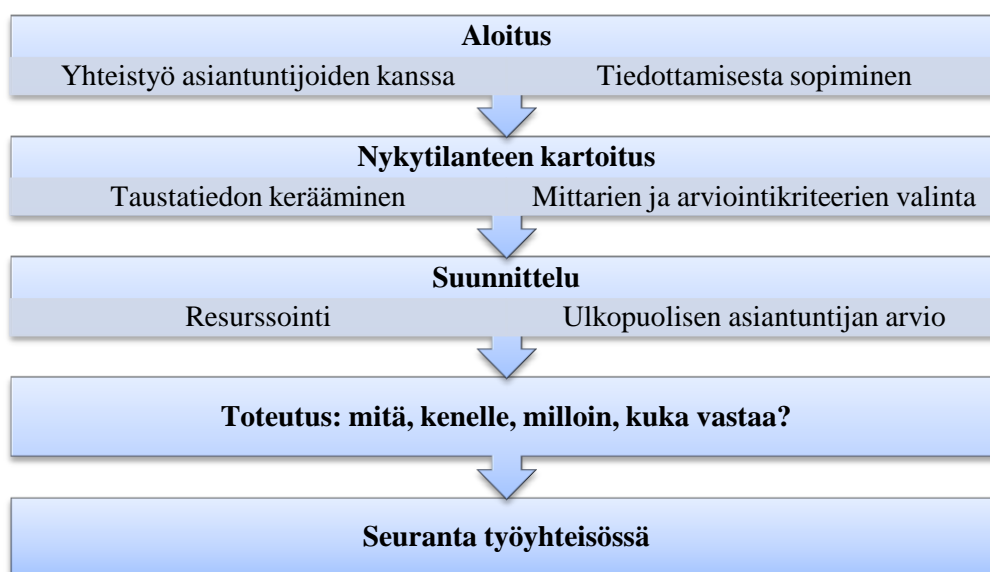 Aloitus
Yhteistyö asiantuntijoiden kanssa
Tiedottamisesta sopiminen
Nykytilanteen kartoitus
Taustatiedon kerääminen
Mittarien ja arviointikriteerien valinta
Suunnittelu
Resurssointi
Ulkopuolisen asiantuntijan arvio
Toteutus: mitä, kenelle, milloin, kuka vastaa?
Seuranta työyhteisössä